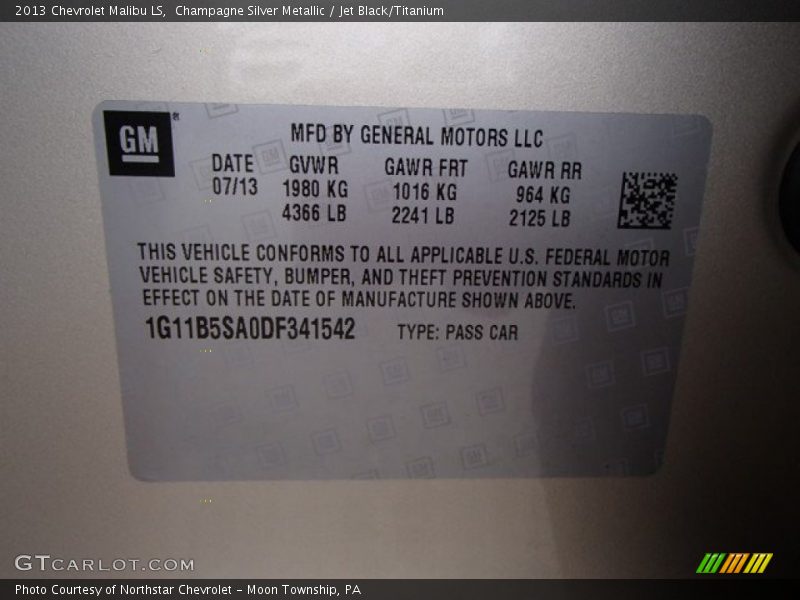 2013 Chevrolet Malibu LS,  Champagne Silver Metallic / Jet Black/Titanium
GM®
MFD BY GENERAL MOTORS LLC
DATE GVWR GAWR FRT GAWR RR
07/13 1980 KG 1016 KG 964 KG
4366 LB 2241 LB 2125 LB
THIS VEHICLE CONFORMS TO ALL APPLICABLE U.S. FEDERAL MOTOR
VEHICLE SAFETY, BUMPER, AND THEFT PREVENTION STANDARDS IN
EFFECT ON THE DATE OF MANUFACTURE SHOWN ABOVE.
1G11B5SA0DF341542 TYPE: PASS CAR
GTCARLOT.COM
Photo Courtesy of Northstar Chevrolet - Moon Township, PA